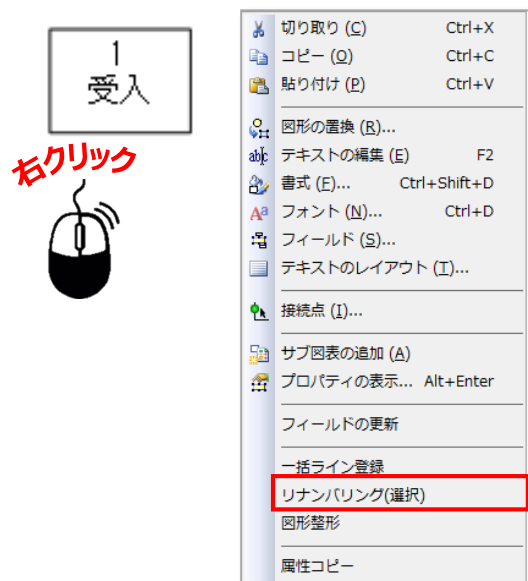 1
受入
右クリック
切り取り (C) Ctrl+X
コピー (O) Ctrl+C
貼り付け (P) Ctrl+V
図形の置換 (R)...
abc テキストの編集 (E) F2
書式 (F)... Ctrl+Shift+D
Aa フォント (N)... Ctrl+D
フィールド (S)...
テキストのレイアウト (T)...
接続点 (I)...
サブ図表の追加 (A)
プロパティの表示... Alt+Enter
フィールドの更新
一括ライン登録
リナンバリング(選択)
図形整形
属性コピー